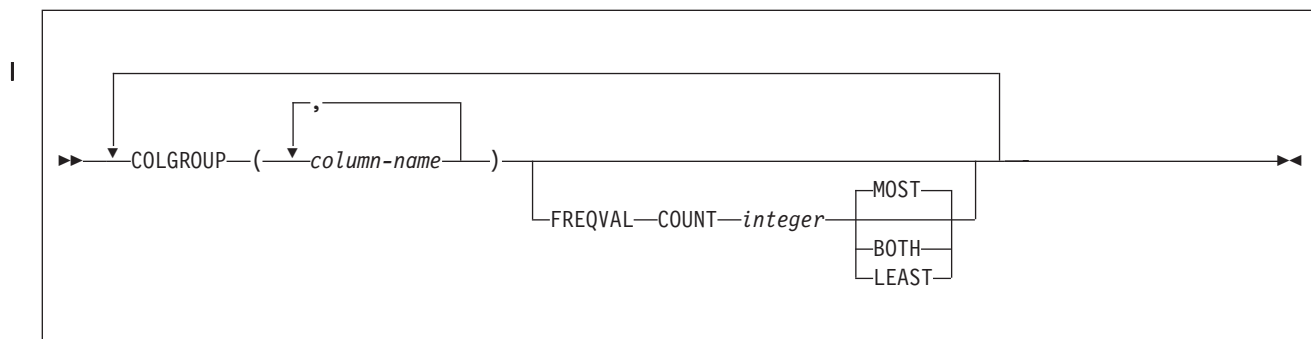 ,
COLGROUP ( column-name )
MOST
FREQVAL COUNT integer
BOTH
LEAST